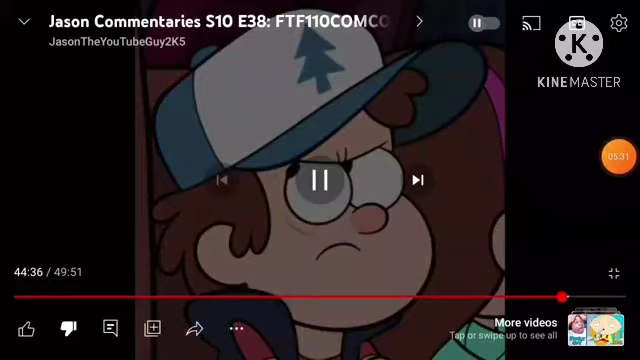 Jason Commentaries S10 E38: FTF110COMCO
JasonTheYouTubeGuy2K5
K
KINEMASTER
05:31
44:36 / 49:51
More videos
Tap or swipe up to see all